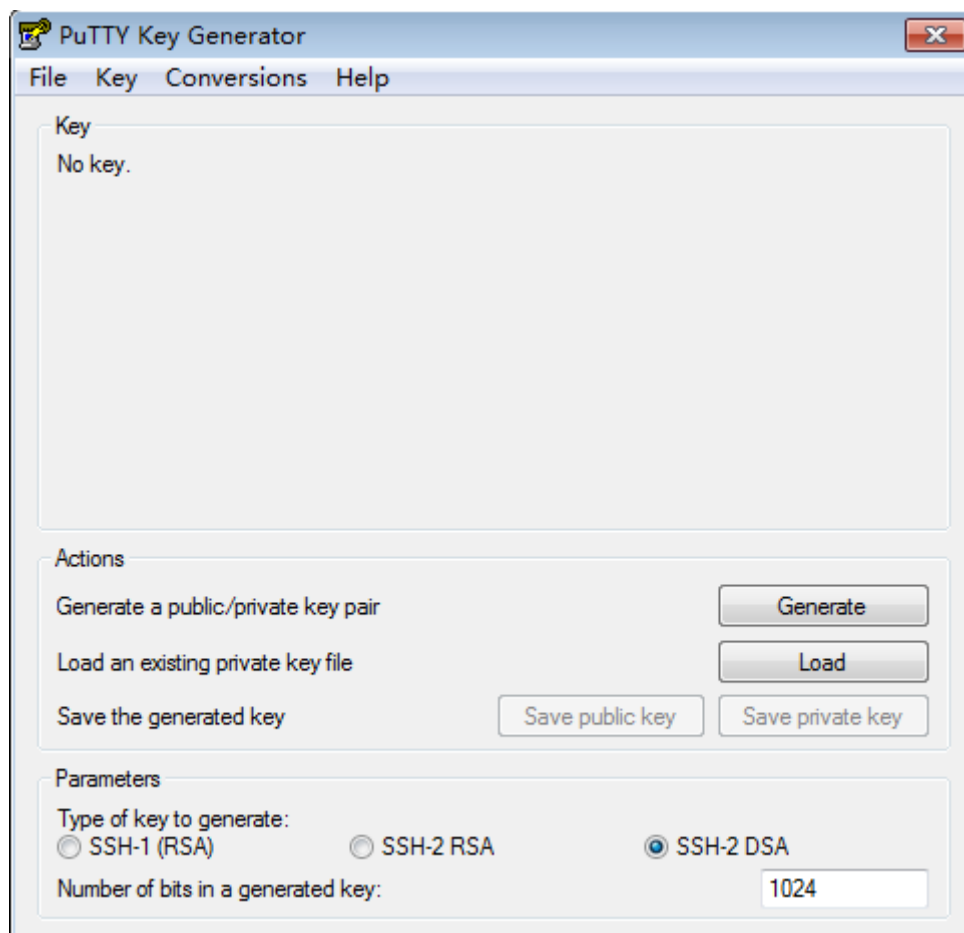 PuTTY Key Generator
File Key Conversions Help
Key
No key.
Actions
Generate a public/private key pair Generate
Load an existing private key file Load
Save the generated key Save public key Save private key
Parameters
Type of key to generate:
SSH-1 (RSA) SSH-2 RSA SSH-2 DSA
Number of bits in a generated key: 1024